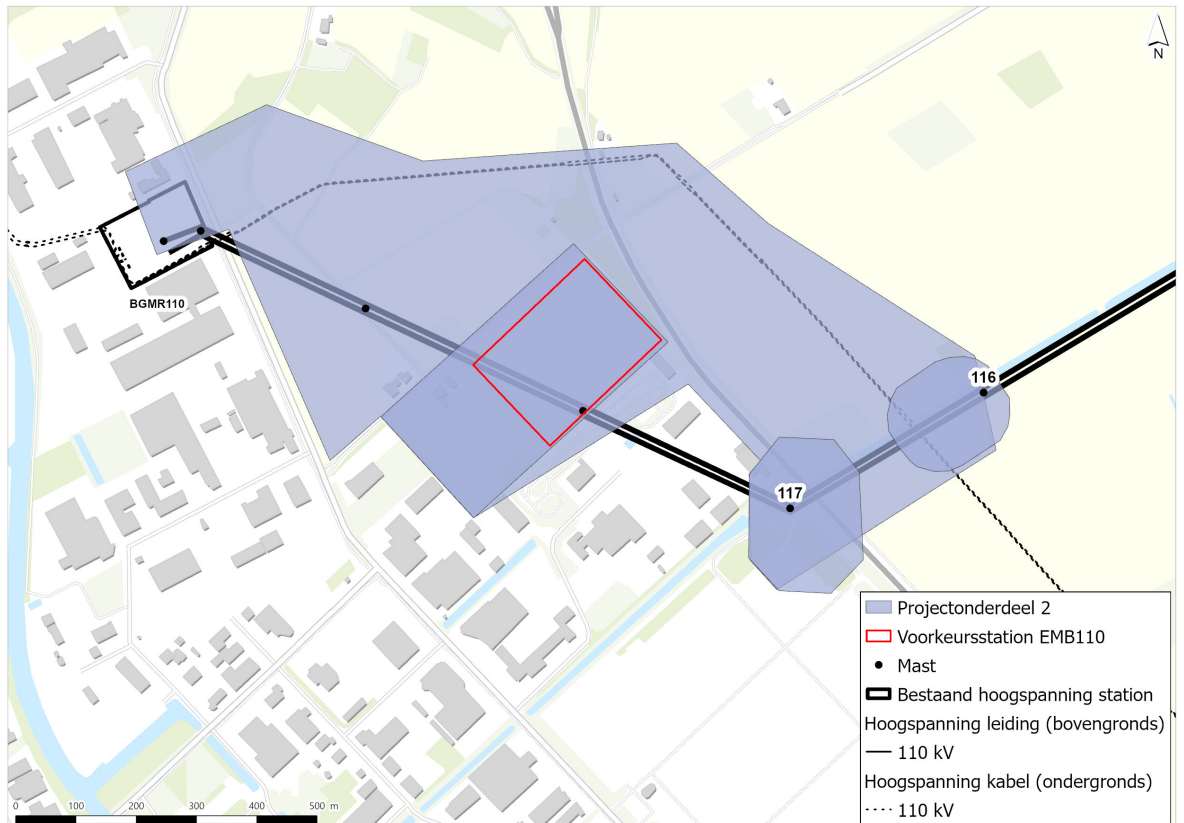 N
BGMR110
116
117
Projectonderdeel 2
Voorkeursstation EMB110
Mast
Bestaand hoogspanning station
Hoogspanning leiding (bovengronds)
110 kV
Hoogspanning kabel (ondergronds)
110 kV
0 100 200 300 400 500 m